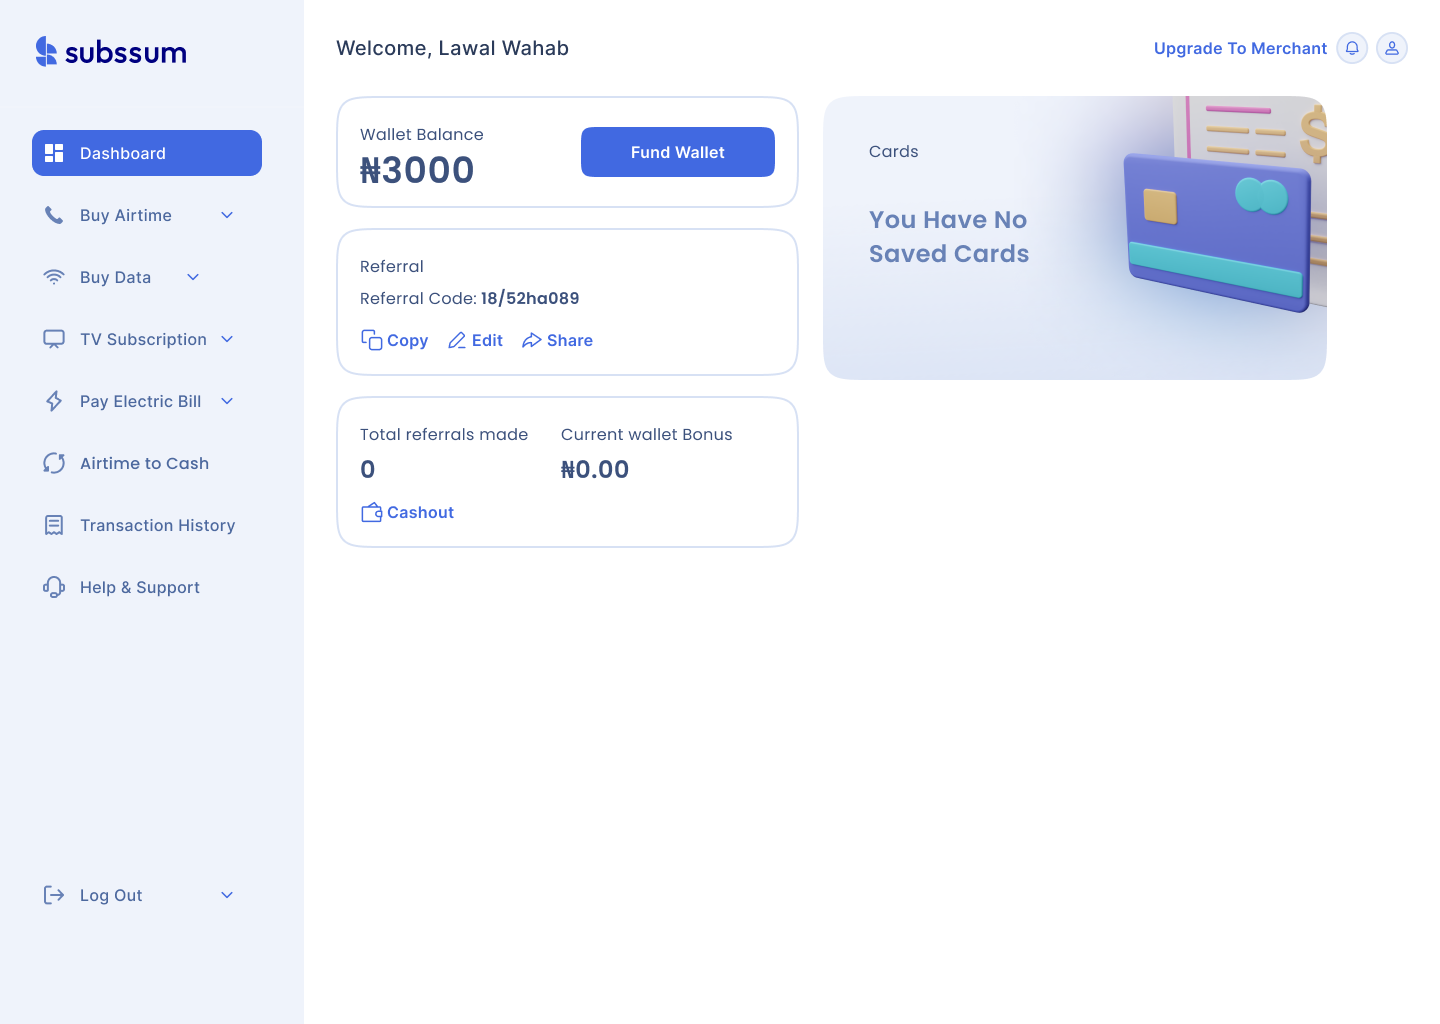 subssum
Dashboard
Buy Airtime
Buy Data
TV Subscription
Pay Electric Bill
Airtime to Cash
Transaction History
Help & Support
Log Out
Welcome, Lawal Wahab
Upgrade To Merchant
Wallet Balance
₦3000
Fund Wallet
Referral
Referral Code: 18/52ha089
Copy
Edit
Share
Total referrals made
0
Current wallet Bonus
₦0.00
Cashout
Cards
You Have No
Saved Cards
$